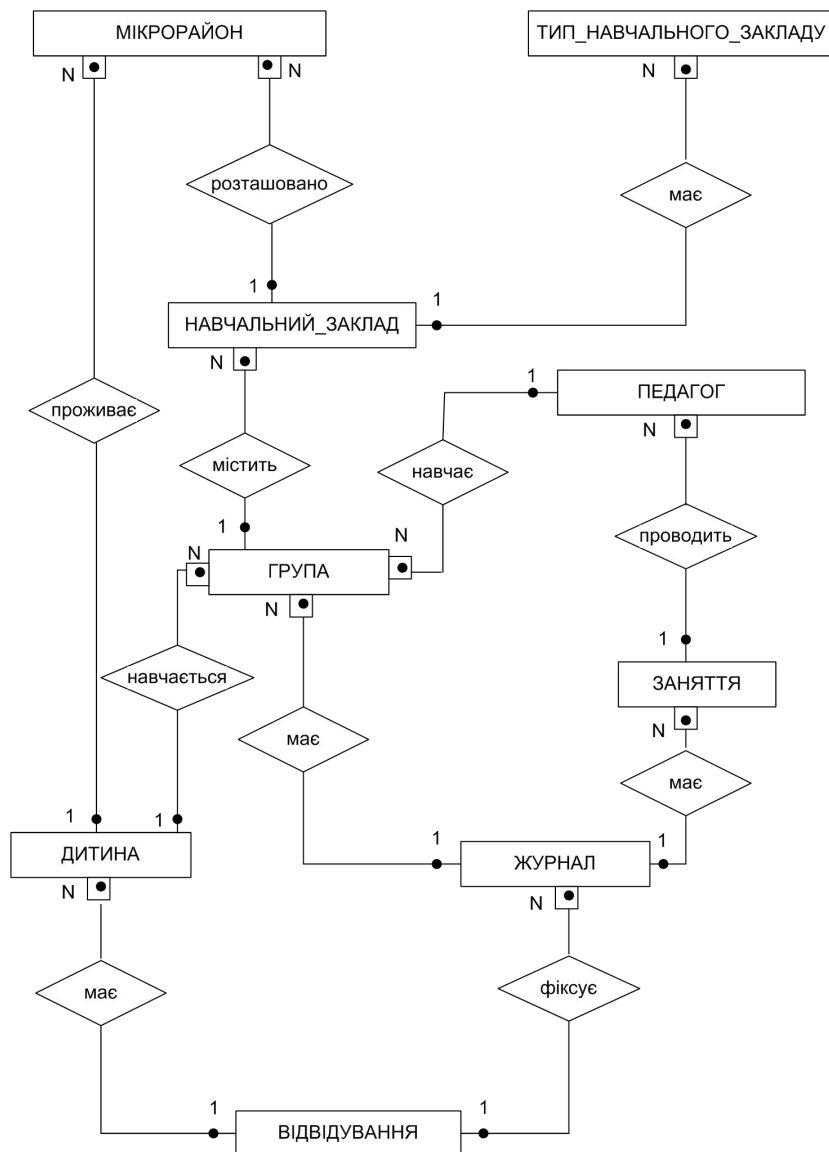 МІКРОРАЙОН
ТИП_НАВЧАЛЬНОГО_ЗАКЛАДУ
N
N
N
розташовано
має
1
1
НАВЧАЛЬНИЙ_ЗАКЛАД
N
1
ПЕДАГОГ
N
проживає
містить
навчає
проводить
1
N
N
ГРУПА
N
1
ЗАНЯТТЯ
N
навчається
має
має
1
1
1
1
ДИТИНА
ЖУРНАЛ
N
N
має
фіксує
1
1
ВІДВІДУВАННЯ